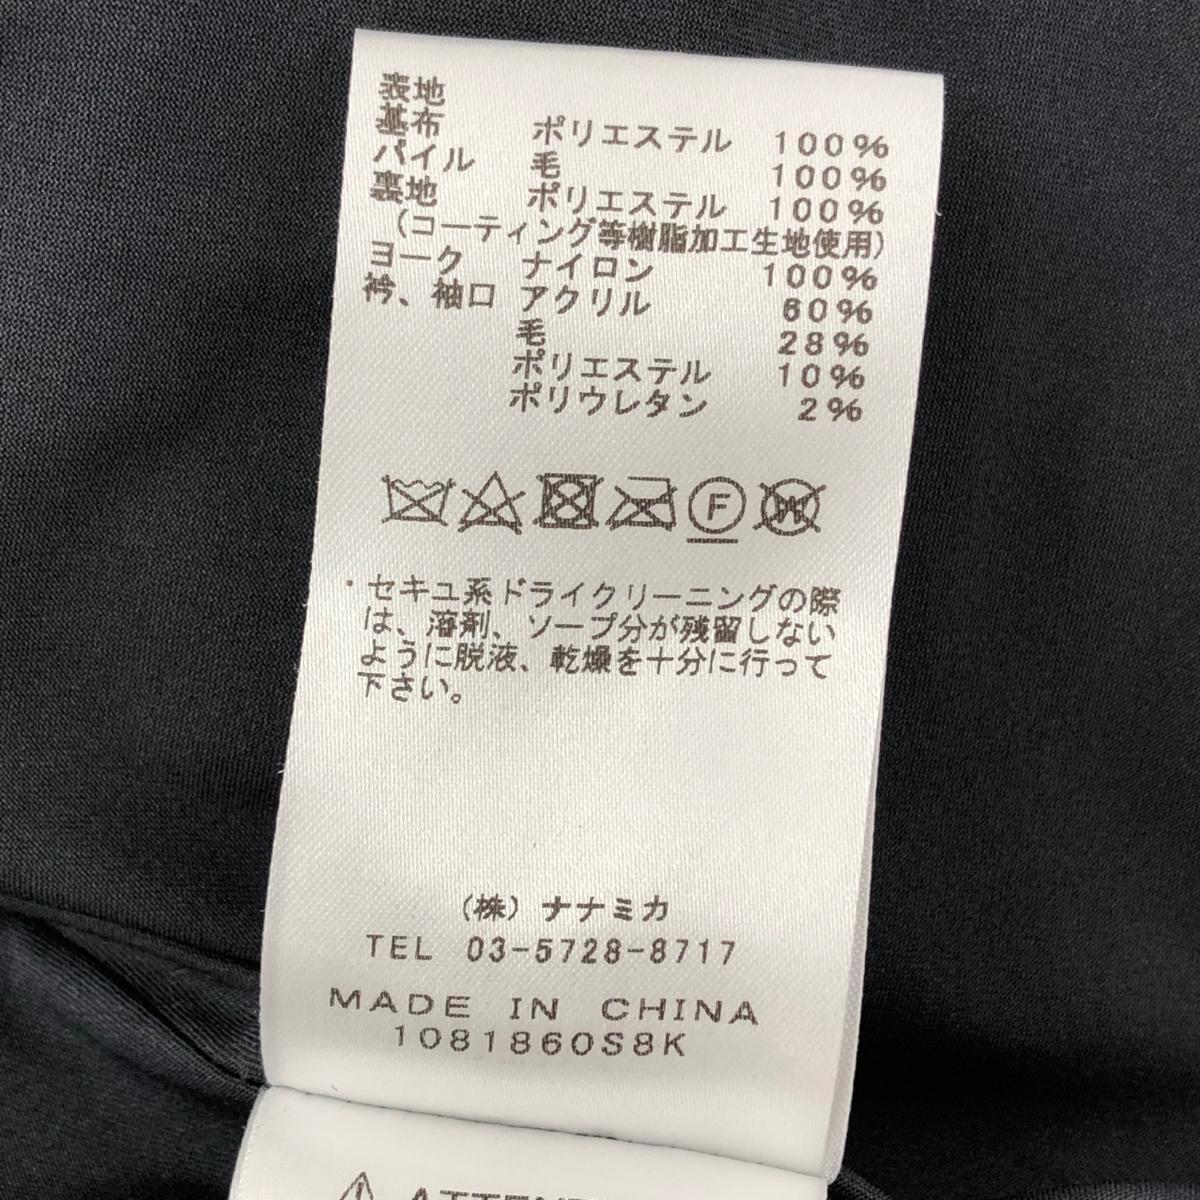 表地
基布 ポリエステル 100%
パイル 毛 100%
裏地 ポリエステル 100%
(コーティング等樹脂加工生地使用)
ヨーク ナイロン 100%
衿、袖口 アクリル 60%
毛 28%
ポリエステル 10%
ポリウレタン 2%
F
W
・セキユ系ドライクリーニングの際
は、溶剤、ソープ分が残留しない
ように脱液、乾燥を十分に行って
下さい。
(株)ナナミカ
TEL 03-5728-8717
MADE IN CHINA
1081860S8K